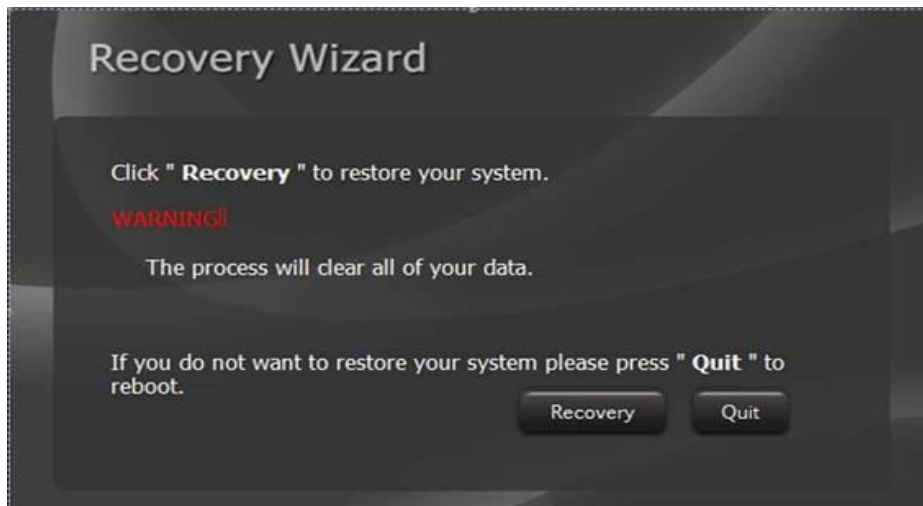 Recovery Wizard
Click " Recovery " to restore your system.
WARNING
The process will clear all of your data.
If you do not want to restore your system please press " Quit " to
reboot.
Recovery
Quit